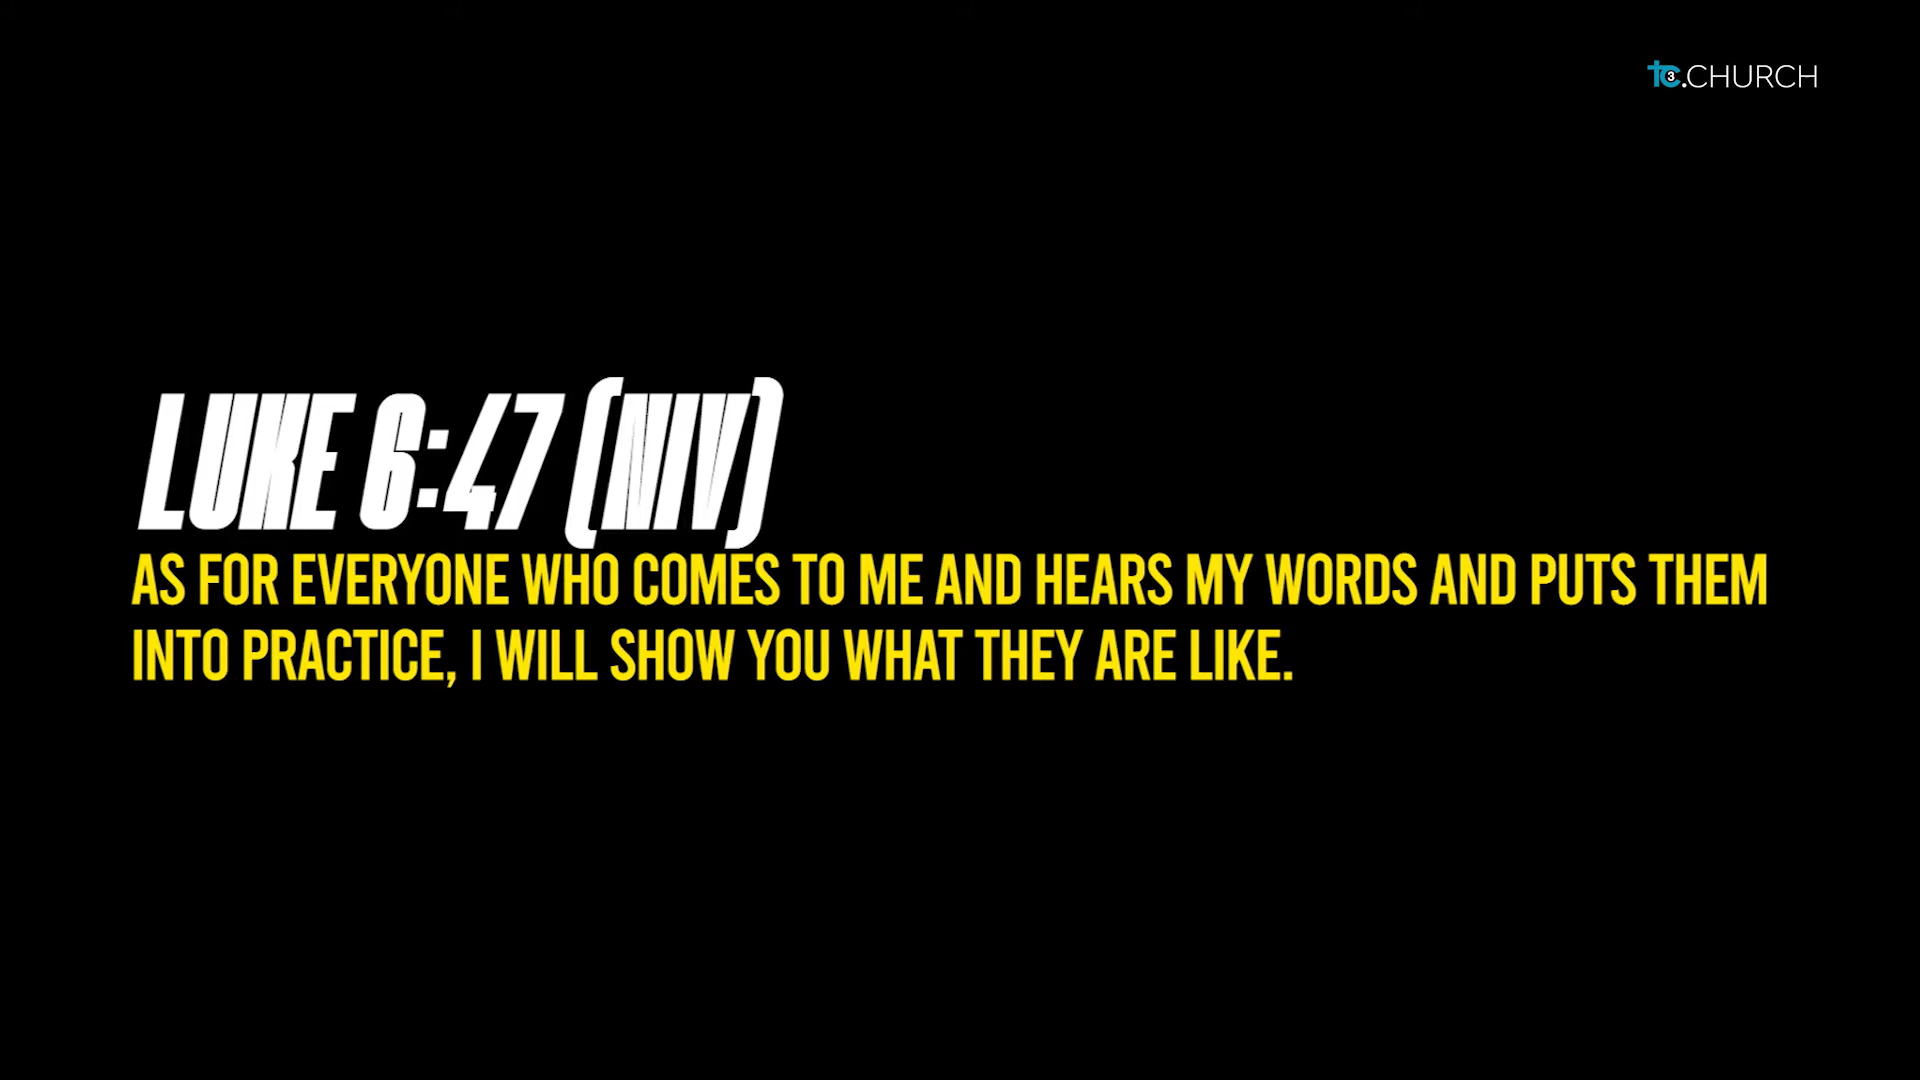 tc3.CHURCH
LUKE 6:47 (NIV)
AS FOR EVERYONE WHO COMES TO ME AND HEARS MY WORDS AND PUTS THEM
INTO PRACTICE, I WILL SHOW YOU WHAT THEY ARE LIKE.